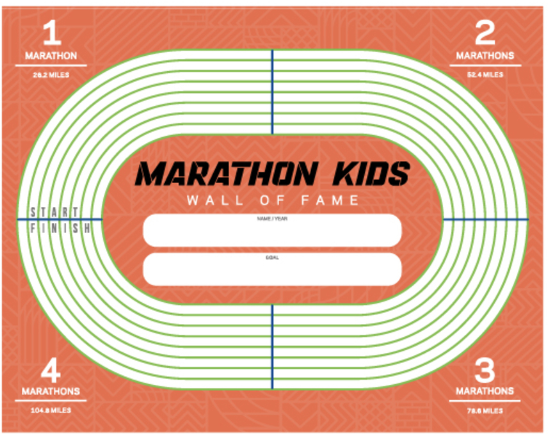 1
MARATHON
26.2 MILES
2
MARATHONS
52.4 MILES
MARATHON KIDS
WALL OF FAME
NAME / YEAR
GOAL
START
FINISH
4
MARATHONS
104.8 MILES
3
MARATHONS
78.6 MILES